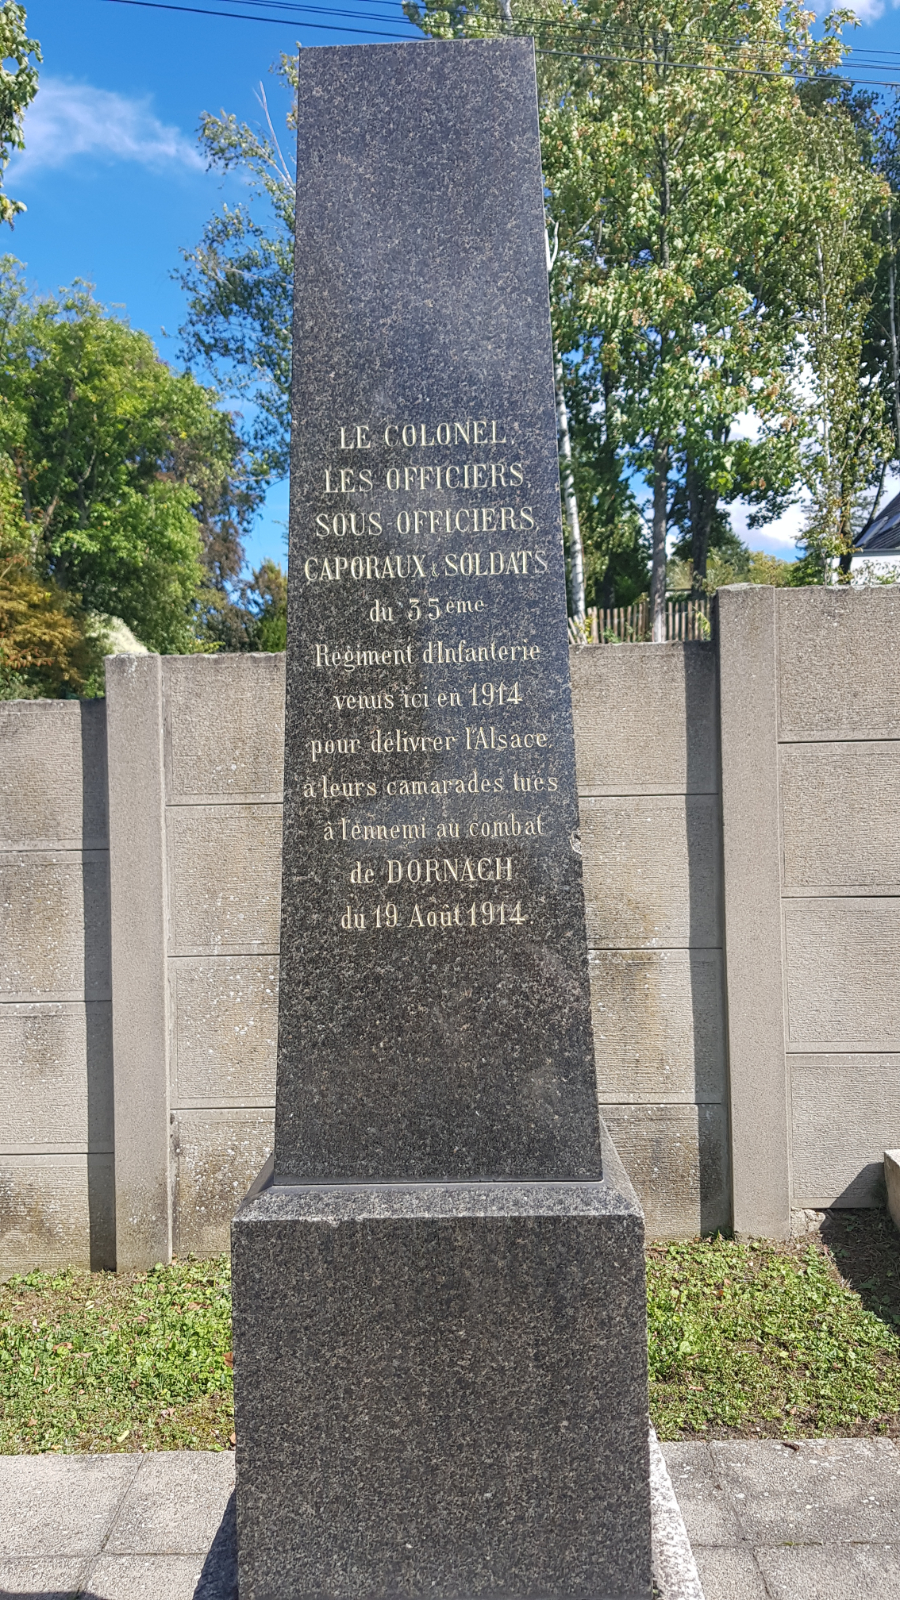 LE COLONEL,
LES OFFICIERS,
SOUS OFFICIERS,
CAPORAUX & SOLDATS
du 35ème
Régiment d'Infanterie
venus ici en 1914
pour délivrer l'Alsace,
à leurs camarades tués
à l'ennemi au combat
de DORNACH
du 19 Août 1914.